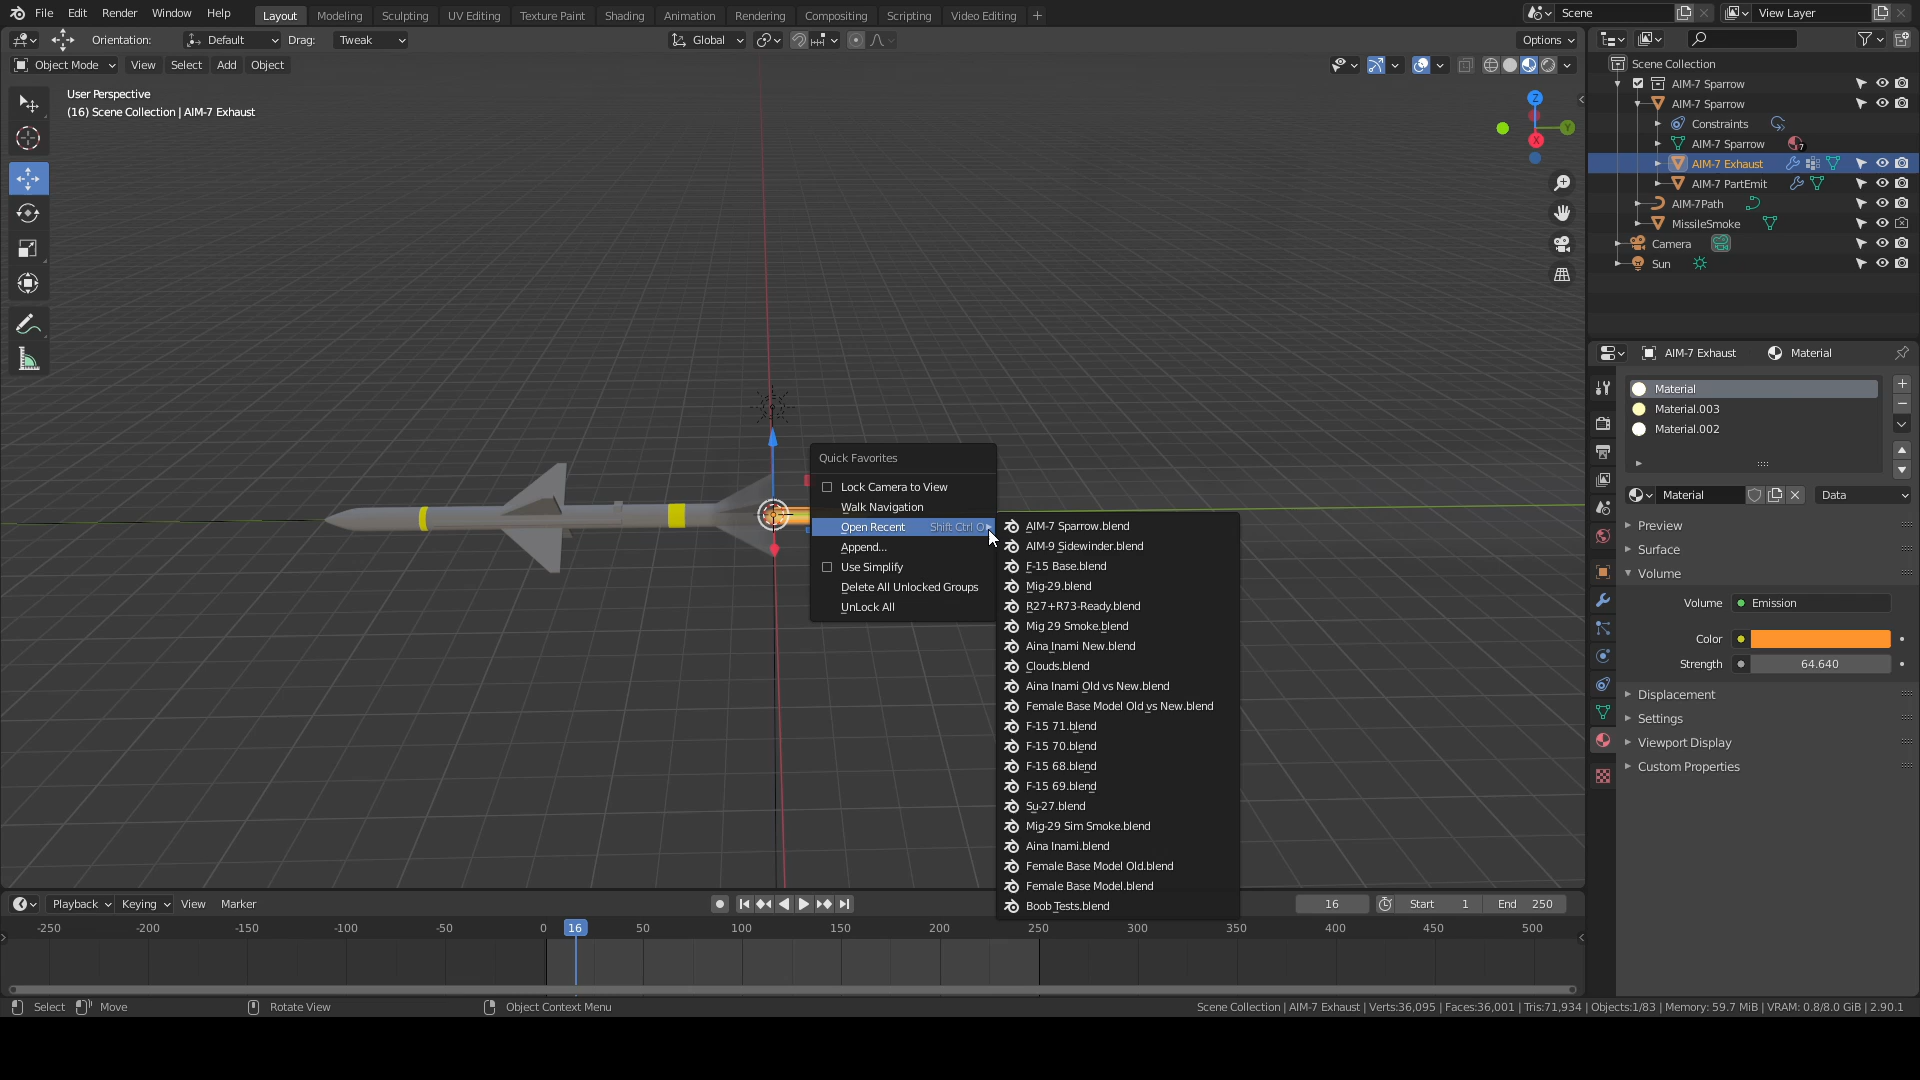 File Edit Render Window Help Layout Modeling Sculpting UV Editing Texture Paint Shading Animation Rendering Compositing Scripting Video Editing + Scene View Layer
Orientation: Default Drag: Tweak Global Options
Object Mode View Select Add Object
User Perspective
(16) Scene Collection | AIM-7 Exhaust
Z
Y
X
Scene Collection
AIM-7 Sparrow
AIM-7 Sparrow
Constraints
AIM-7 Sparrow 7
AIM-7 Exhaust
AIM-7 PartEmit
AIM-7Path
MissileSmoke
Camera
Sun
AIM-7 Exhaust Material
Material
Material.003
Material.002
Material Data
Preview
Surface
Volume
Volume Emission
Color
Strength 64.640
Displacement
Settings
Viewport Display
Custom Properties
Quick Favorites
Lock Camera to View
Walk Navigation
Open Recent Shift Ctrl O
Append...
Use Simplify
Delete All Unlocked Groups
UnLock All
AIM-7 Sparrow.blend
AIM-9 Sidewinder.blend
F-15 Base.blend
Mig-29.blend
R27+R73-Ready.blend
Mig 29 Smoke.blend
Aina Inami New.blend
Clouds.blend
Aina Inami Old vs New.blend
Female Base Model Old vs New.blend
F-15 71.blend
F-15 70.blend
F-15 68.blend
F-15 69.blend
Su-27.blend
Mig-29 Sim Smoke.blend
Aina Inami.blend
Female Base Model Old.blend
Female Base Model.blend
Boob Tests.blend
Playback Keying View Marker 16 Start 1 End 250
-250 -200 -150 -100 -50 0 16 50 100 150 200 250 300 350 400 450 500
Select Move Rotate View Object Context Menu Scene Collection | AIM-7 Exhaust | Verts:36,095 | Faces:36,001 | Tris:71,934 | Objects:1/83 | Memory: 59.7 MiB | VRAM: 0.8/8.0 GiB | 2.90.1